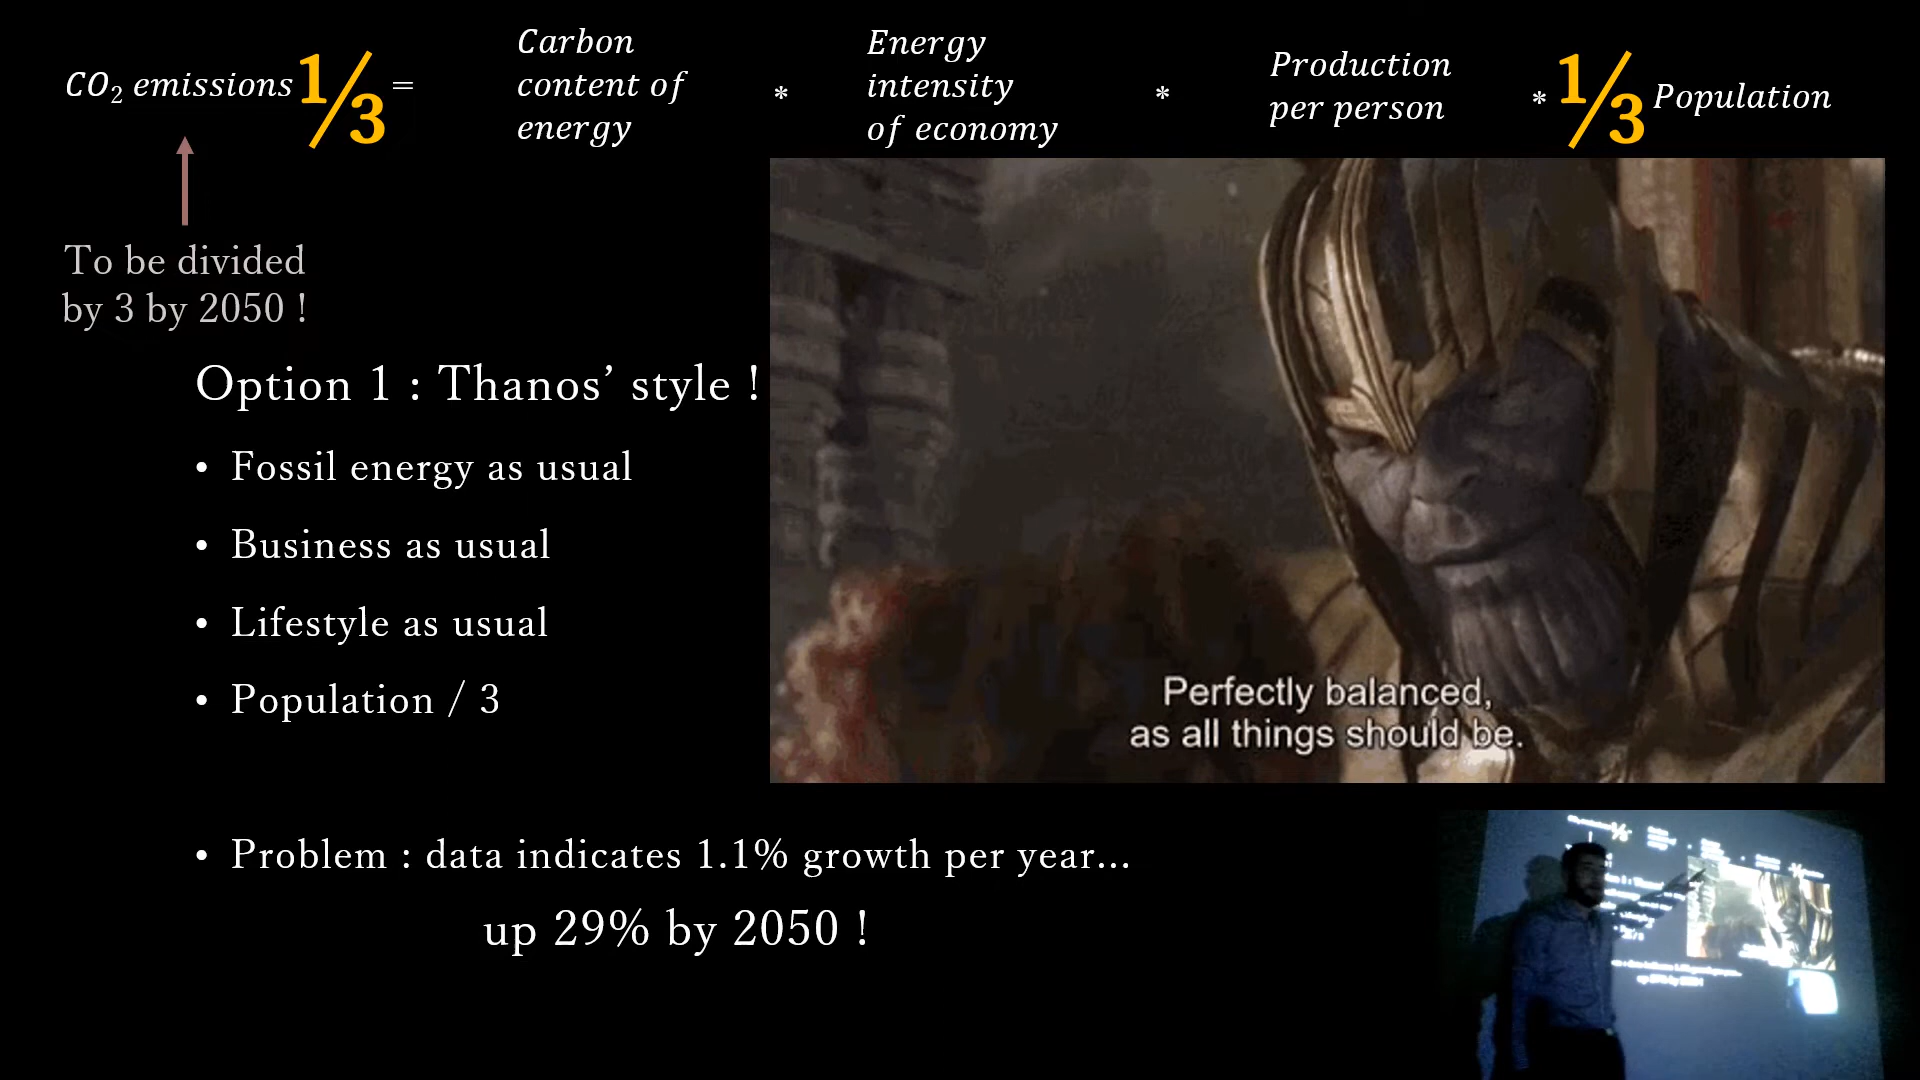 CO₂ emissions 1/3 =
Carbon
content of
energy
*
Energy
intensity
of economy
*
Production
per person
* 1/3 Population
To be divided
by 3 by 2050 !
Option 1 : Thanos’ style !
• Fossil energy as usual
• Business as usual
• Lifestyle as usual
• Population / 3
Perfectly balanced,
as all things should be.
• Problem : data indicates 1.1% growth per year…
up 29% by 2050 !